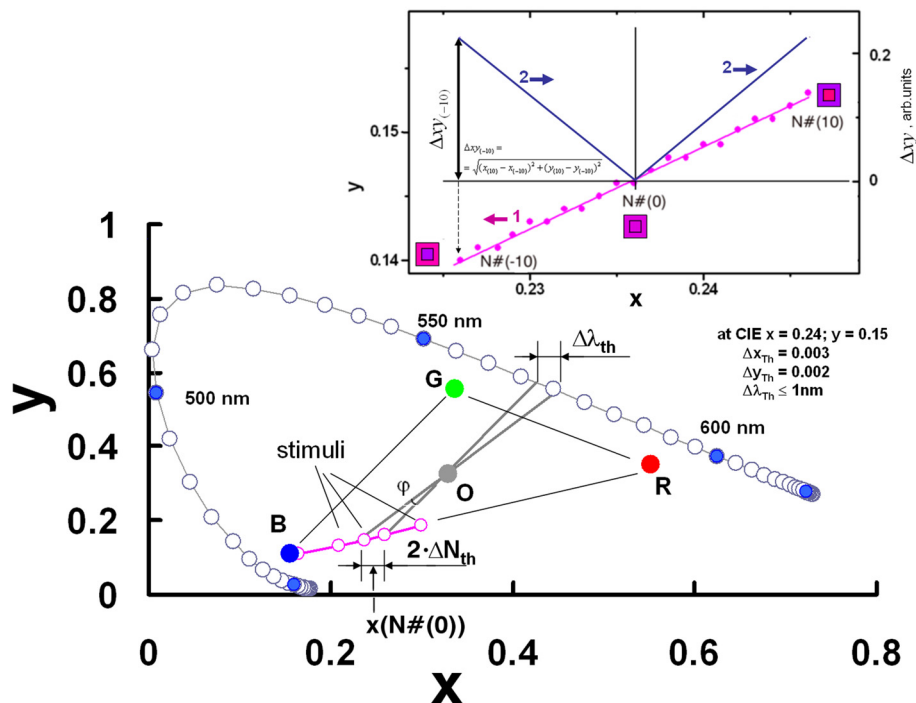 0.2
0
Δxy , arb.units
2
2
Δxy(-10)
Δxy(-10) =
= √(x(10) − x(-10))² + (y(10) − y(-10))²
N#(10)
0.15
y
N#(0)
1
N#(-10)
0.14
0.23
0.24
x
1
0.8
0.6
0.4
0.2
0
y
550 nm
Δλth
at CIE x = 0.24; y = 0.15
ΔxTh = 0.003
ΔyTh = 0.002
ΔλTh ≤ 1nm
500 nm
G
600 nm
stimuli
φ
O
R
B
2·ΔNth
x(N#(0))
0
0.2
0.4
0.6
0.8
x